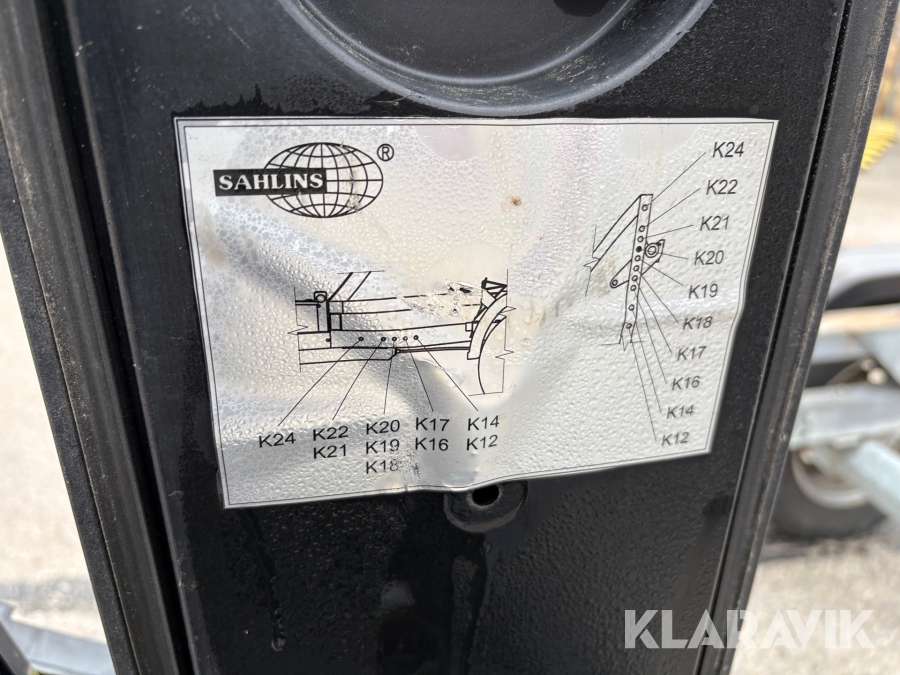 SAHLINS ®
K24
K22
K21
K20
K19
K18
K17
K16
K14
K12
K24 K22 K20 K17 K14
K21 K19 K16 K12
K18
KLARAVIK